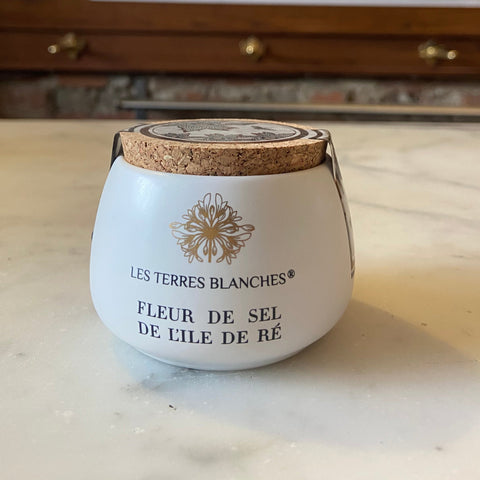 LES TERRES BLANCHES®
FLEUR DE SEL
DE L'ILE DE RÉ